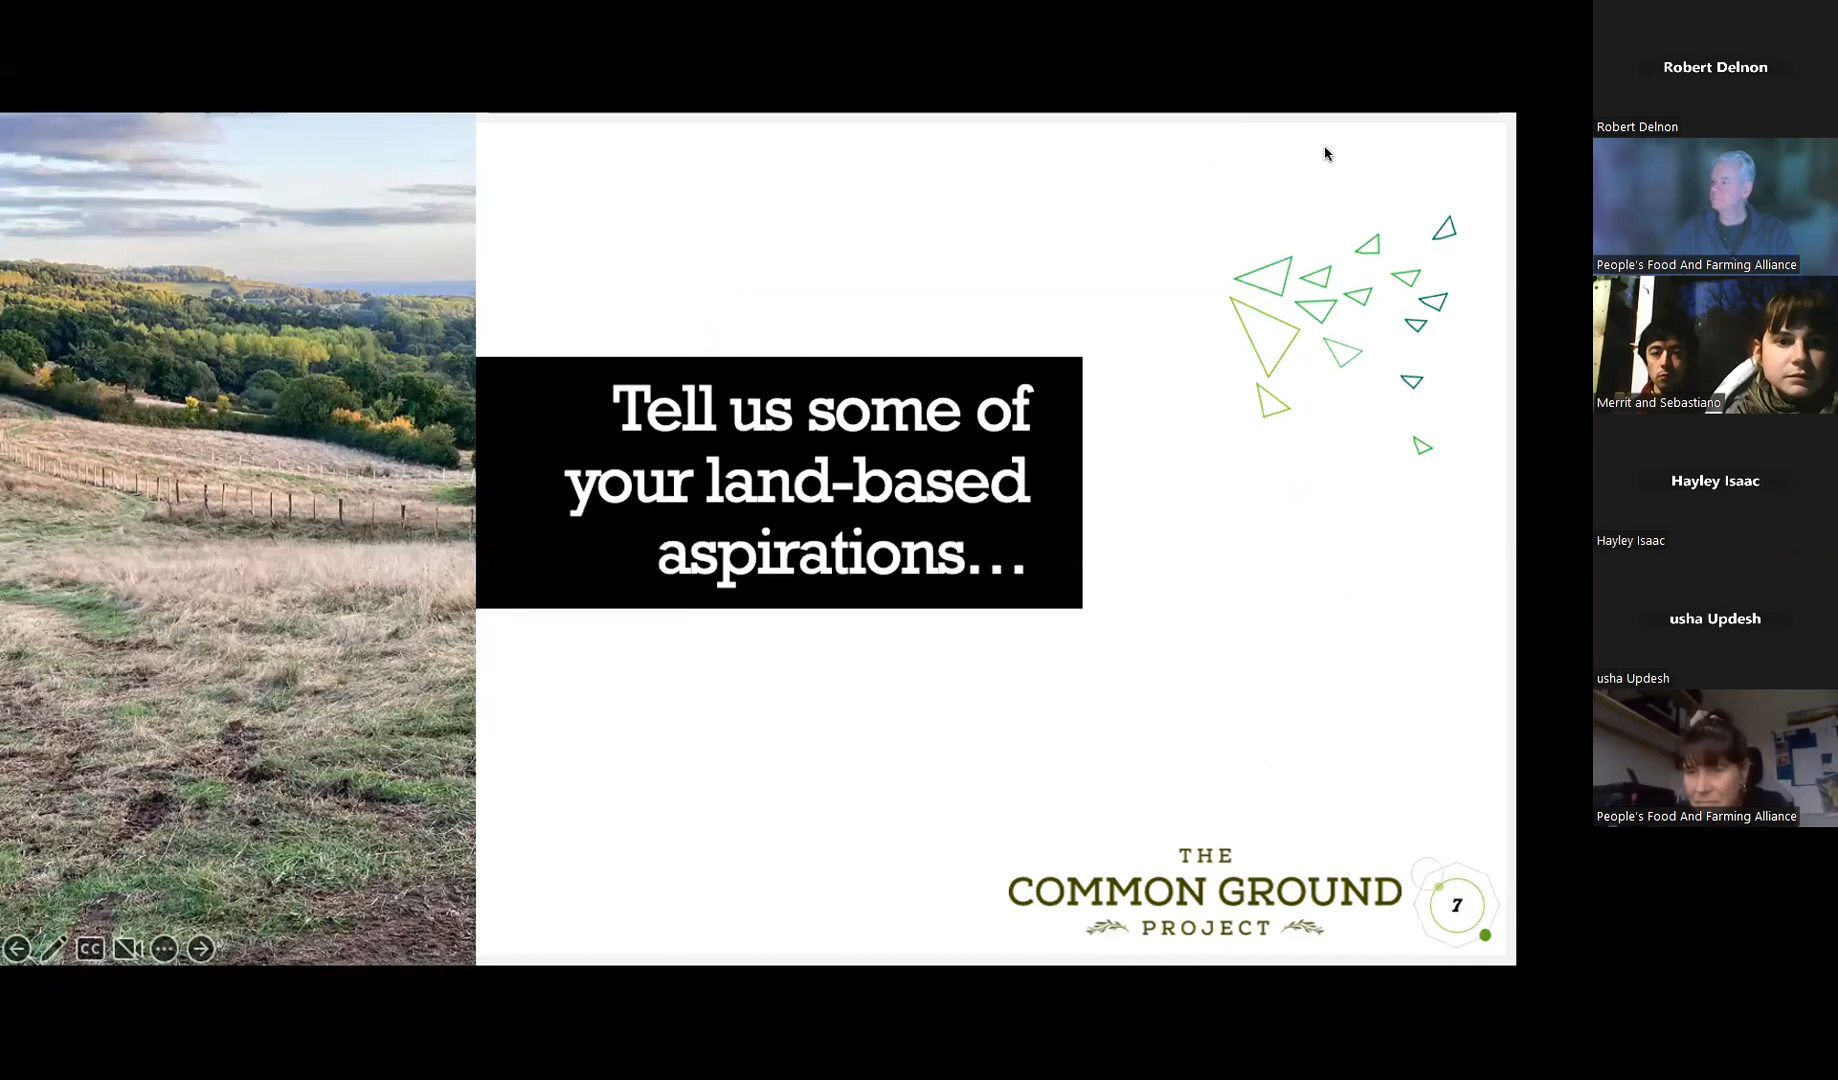 Tell us some of
your land-based
aspirations...
THE
COMMON GROUND
PROJECT
7
CC
Robert Delnon
Robert Delnon
People's Food And Farming Alliance
Merrit and Sebastiano
Hayley Isaac
Hayley Isaac
usha Updesh
usha Updesh
People's Food And Farming Alliance